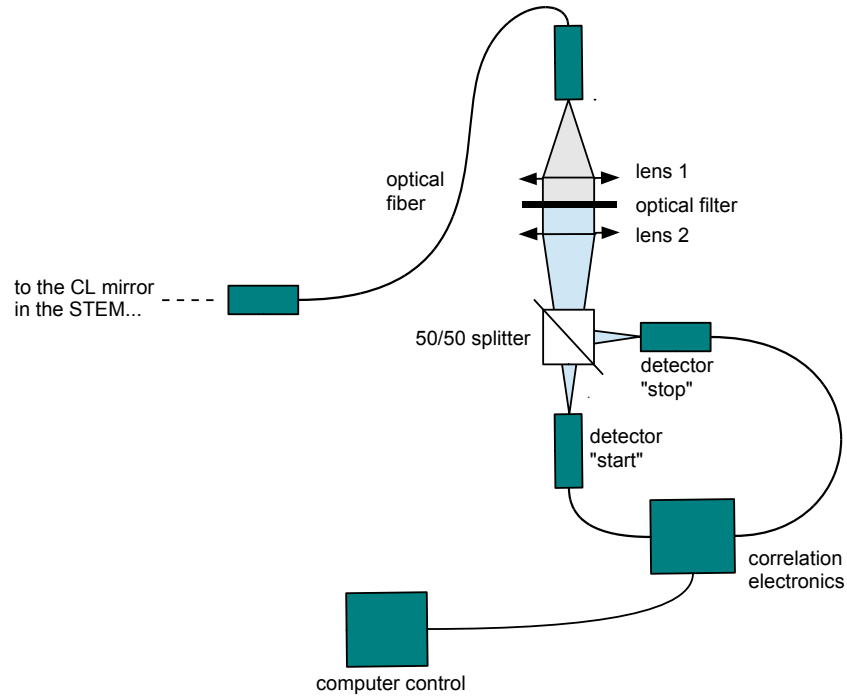 lens 1
optical
fiber
optical filter
lens 2
to the CL mirror
in the STEM...
50/50 splitter
detector
"stop"
detector
"start"
correlation
electronics
computer control